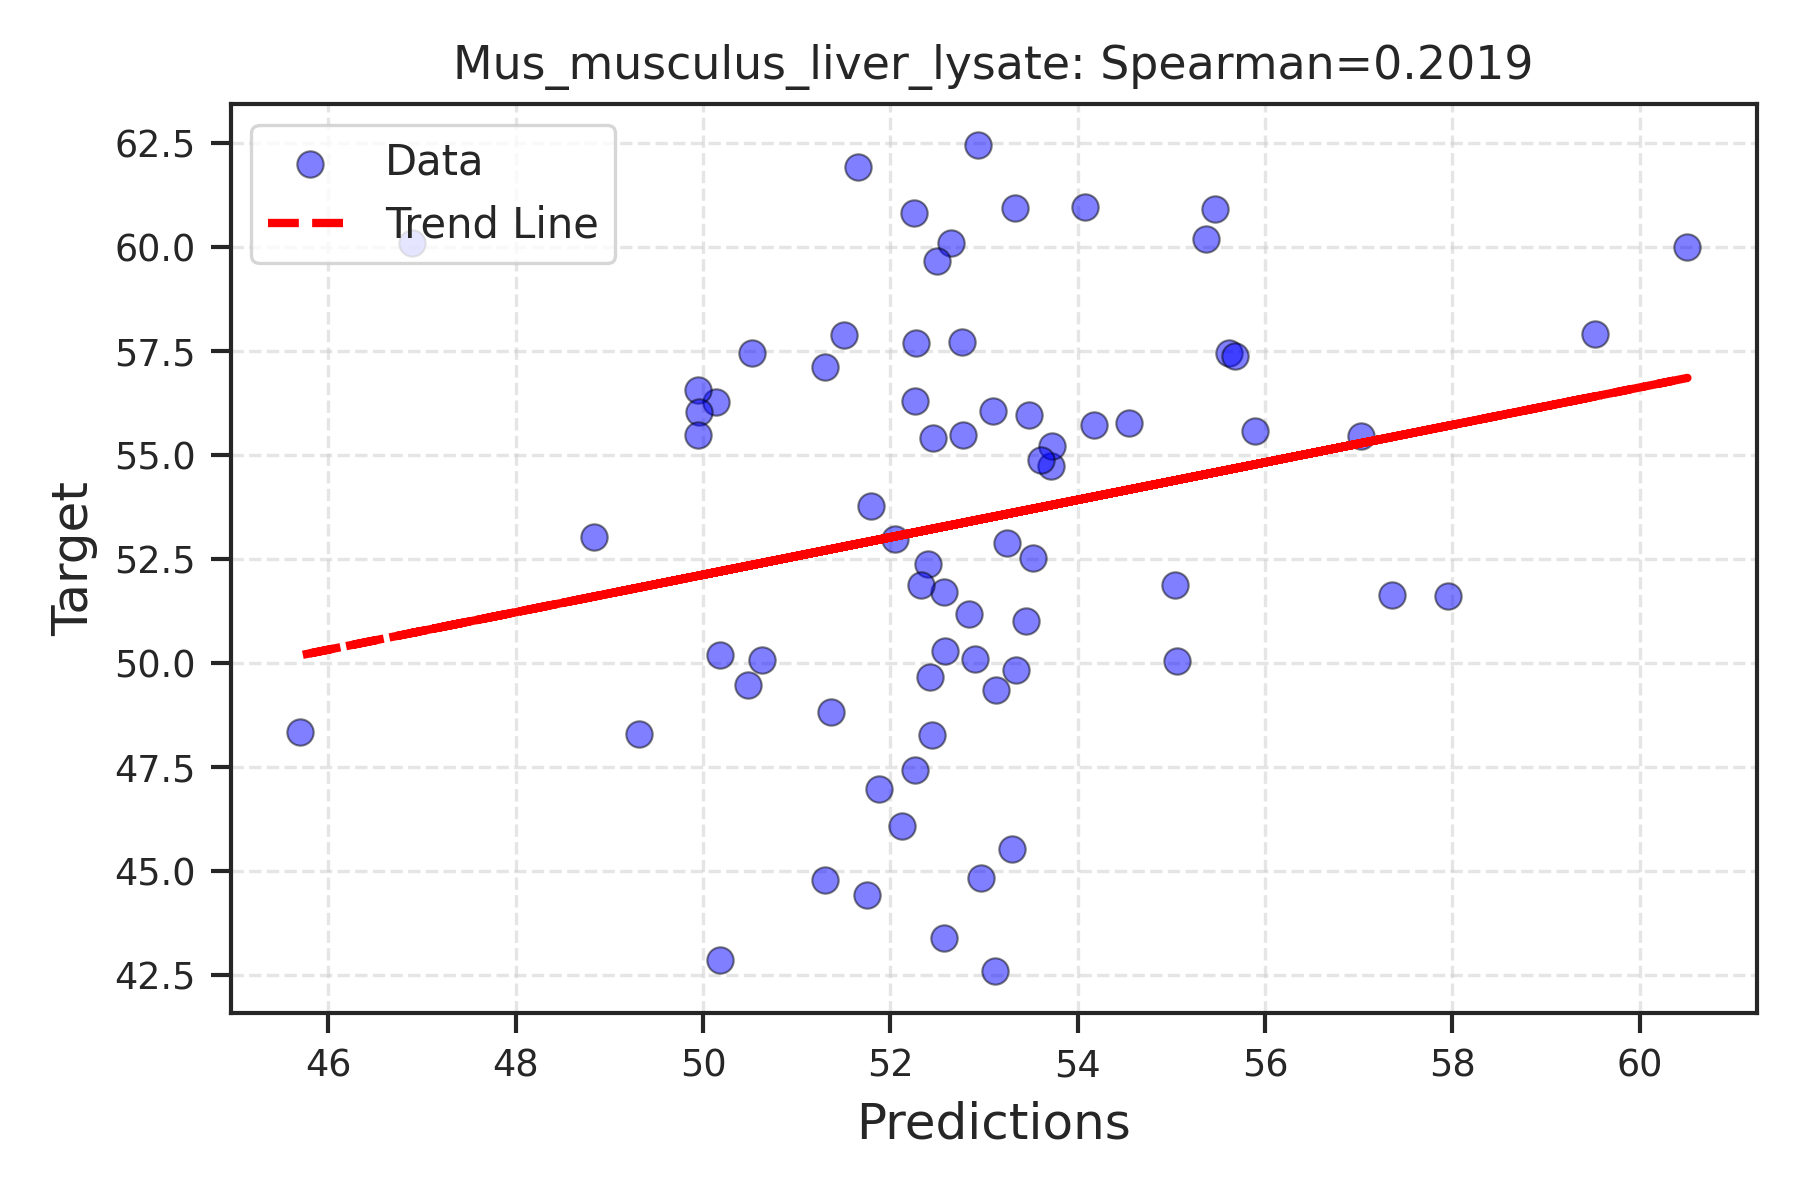 Mus_musculus_liver_lysate: Spearman=0.2019
Data
Trend Line
62.5
60.0
57.5
55.0
52.5
50.0
47.5
45.0
42.5
Target
46 48 50 52 54 56 58 60
Predictions